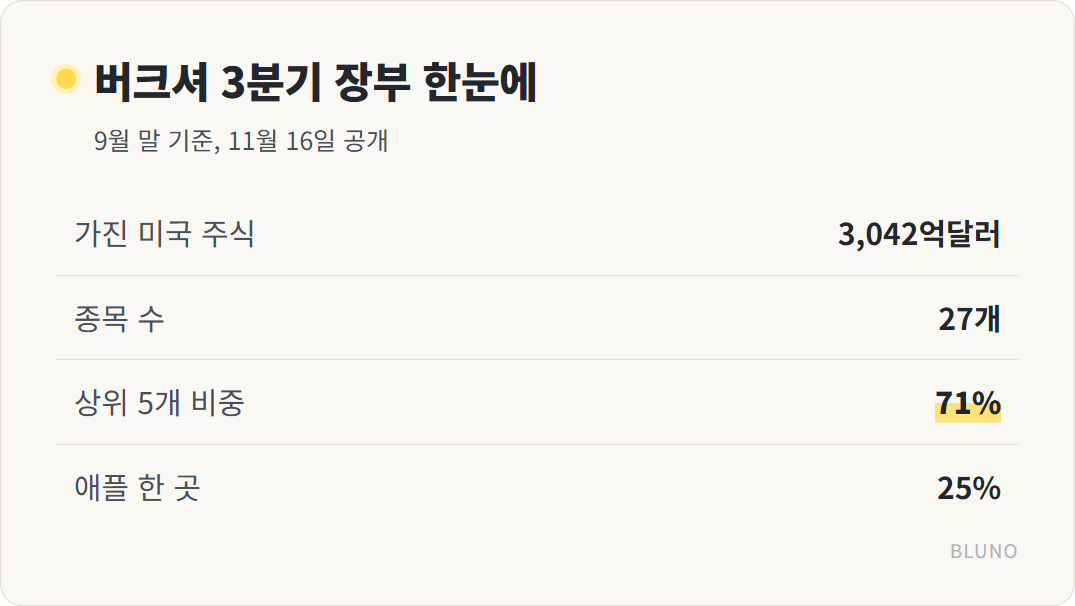 버크셔 3분기 장부 한눈에
9월 말 기준, 11월 16일 공개
가진 미국 주식 3,042억달러
종목 수 27개
상위 5개 비중 71%
애플 한 곳 25%
BLUNO